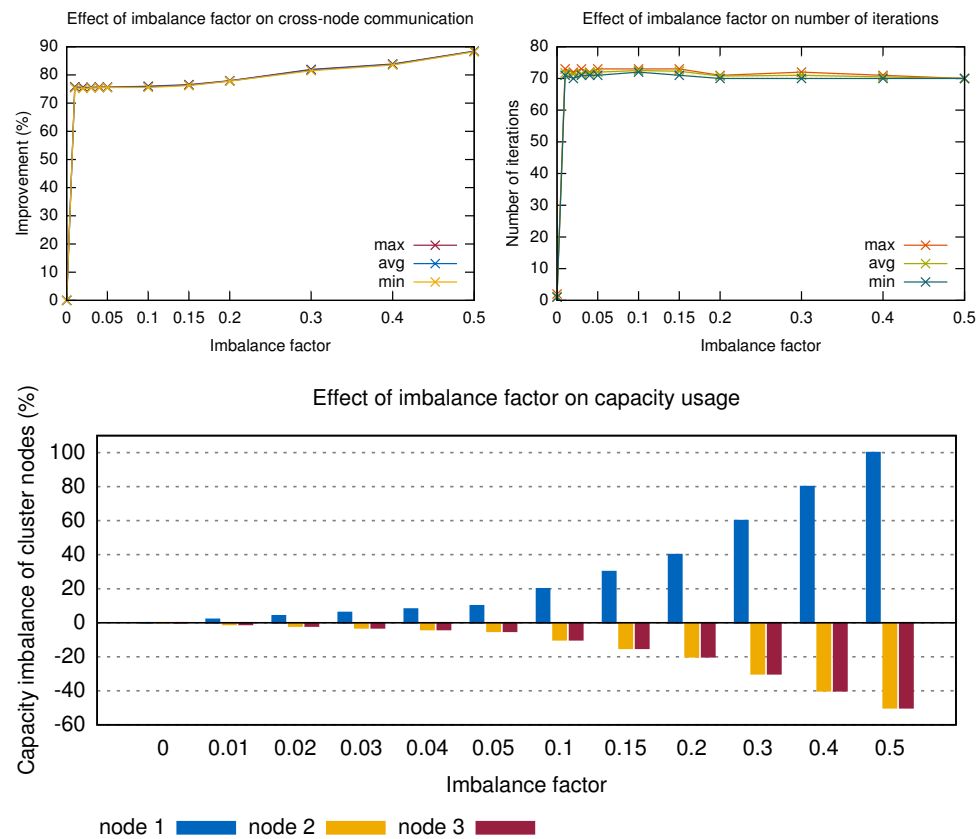 Effect of imbalance factor on cross-node communication
Improvement (%)
90
80
70
60
50
40
30
20
10
0
max
avg
min
0 0.05 0.1 0.15 0.2 0.3 0.4 0.5
Imbalance factor
Effect of imbalance factor on number of iterations
Number of iterations
80
70
60
50
40
30
20
10
0
max
avg
min
0 0.05 0.1 0.15 0.2 0.3 0.4 0.5
Imbalance factor
Effect of imbalance factor on capacity usage
Capacity imbalance of cluster nodes (%)
100
80
60
40
20
0
-20
-40
-60
0 0.01 0.02 0.03 0.04 0.05 0.1 0.15 0.2 0.3 0.4 0.5
Imbalance factor
node 1 node 2 node 3